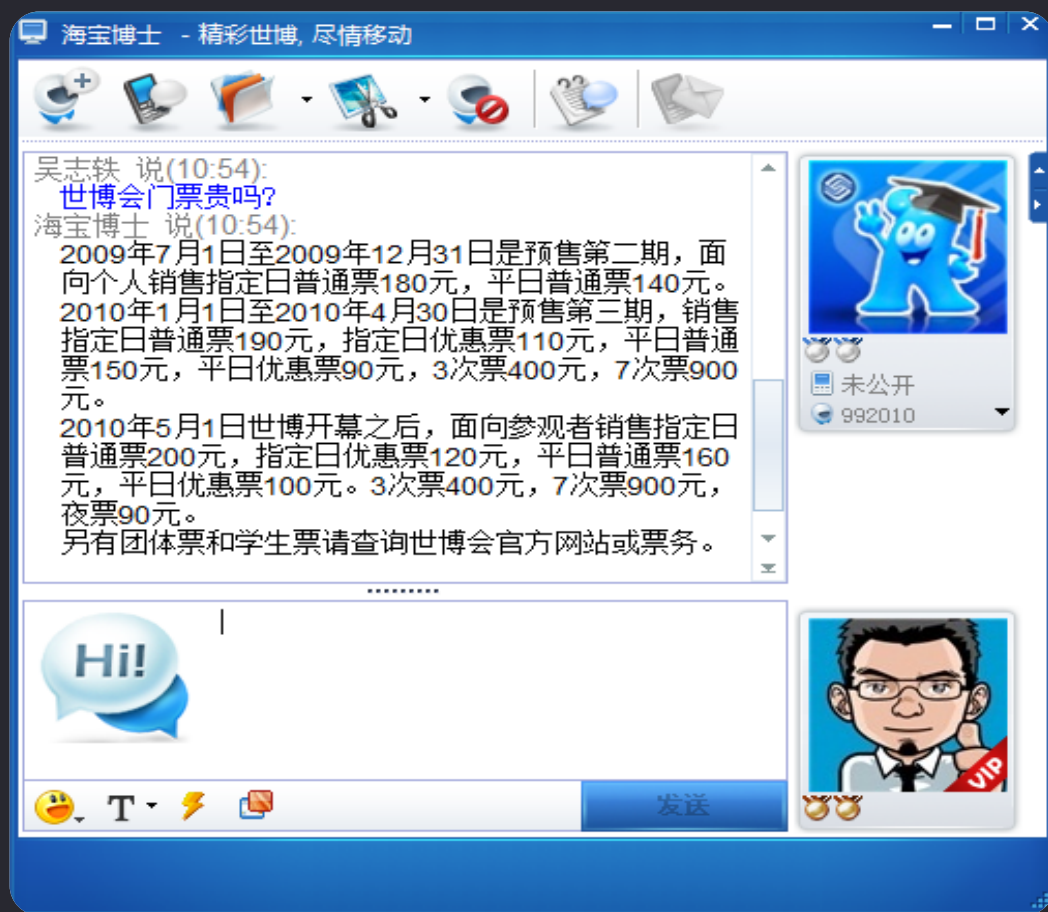 海宝博士 - 精彩世博, 尽情移动
吴志轶 说(10:54):
世博会门票贵吗?
海宝博士 说(10:54):
2009年7月1日至2009年12月31日是预售第二期，面
向个人销售指定日普通票180元，平日普通票140元。
2010年1月1日至2010年4月30日是预售第三期，销售
指定日普通票190元，指定日优惠票110元，平日普通
票150元，平日优惠票90元，3次票400元，7次票900
元。
2010年5月1日世博开幕之后，面向参观者销售指定日
普通票200元，指定日优惠票120元，平日普通票160
元，平日优惠票100元。3次票400元，7次票900元，
夜票90元。
另有团体票和学生票请查询世博会官方网站或票务。
未公开
992010
Hi!
T
发送
VIP